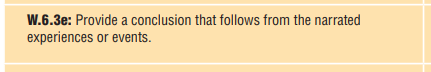 W.6.3e: Provide a conclusion that follows from the narrated
experiences or events.